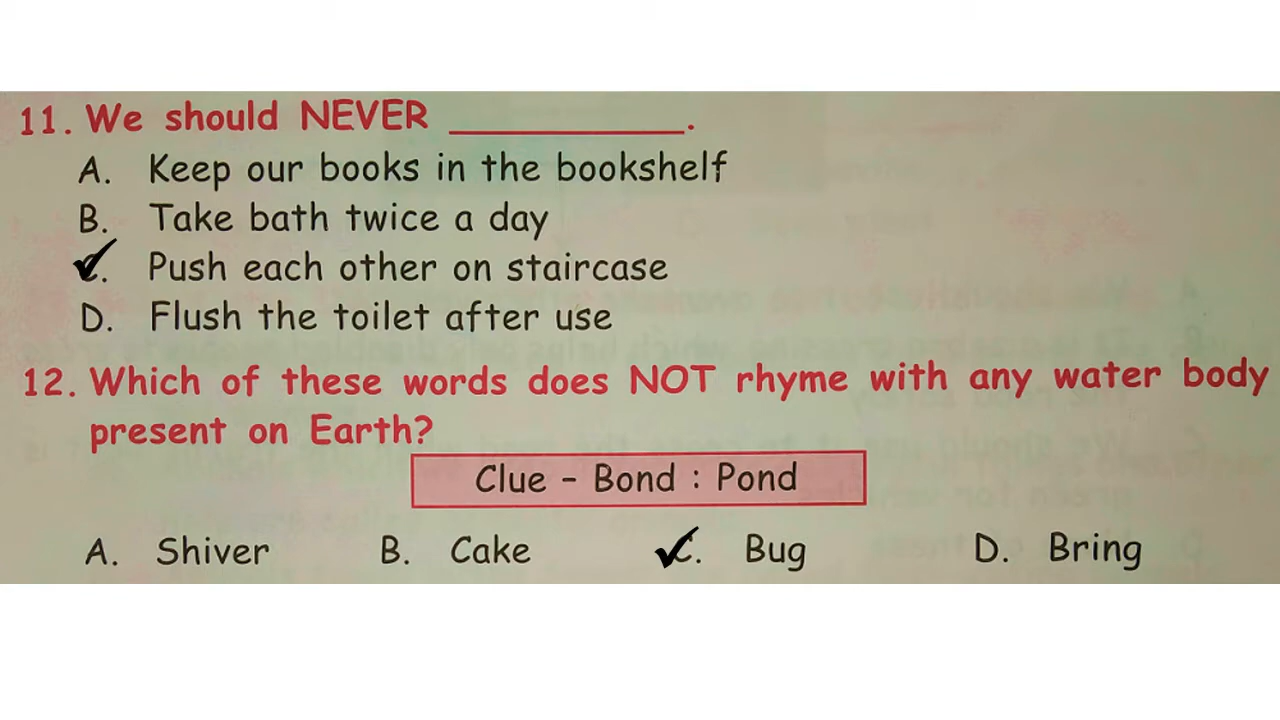 11. We should NEVER ____________.
A. Keep our books in the bookshelf
B. Take bath twice a day
C. Push each other on staircase
D. Flush the toilet after use
12. Which of these words does NOT rhyme with any water body
present on Earth?
Clue - Bond : Pond
A. Shiver B. Cake C. Bug D. Bring